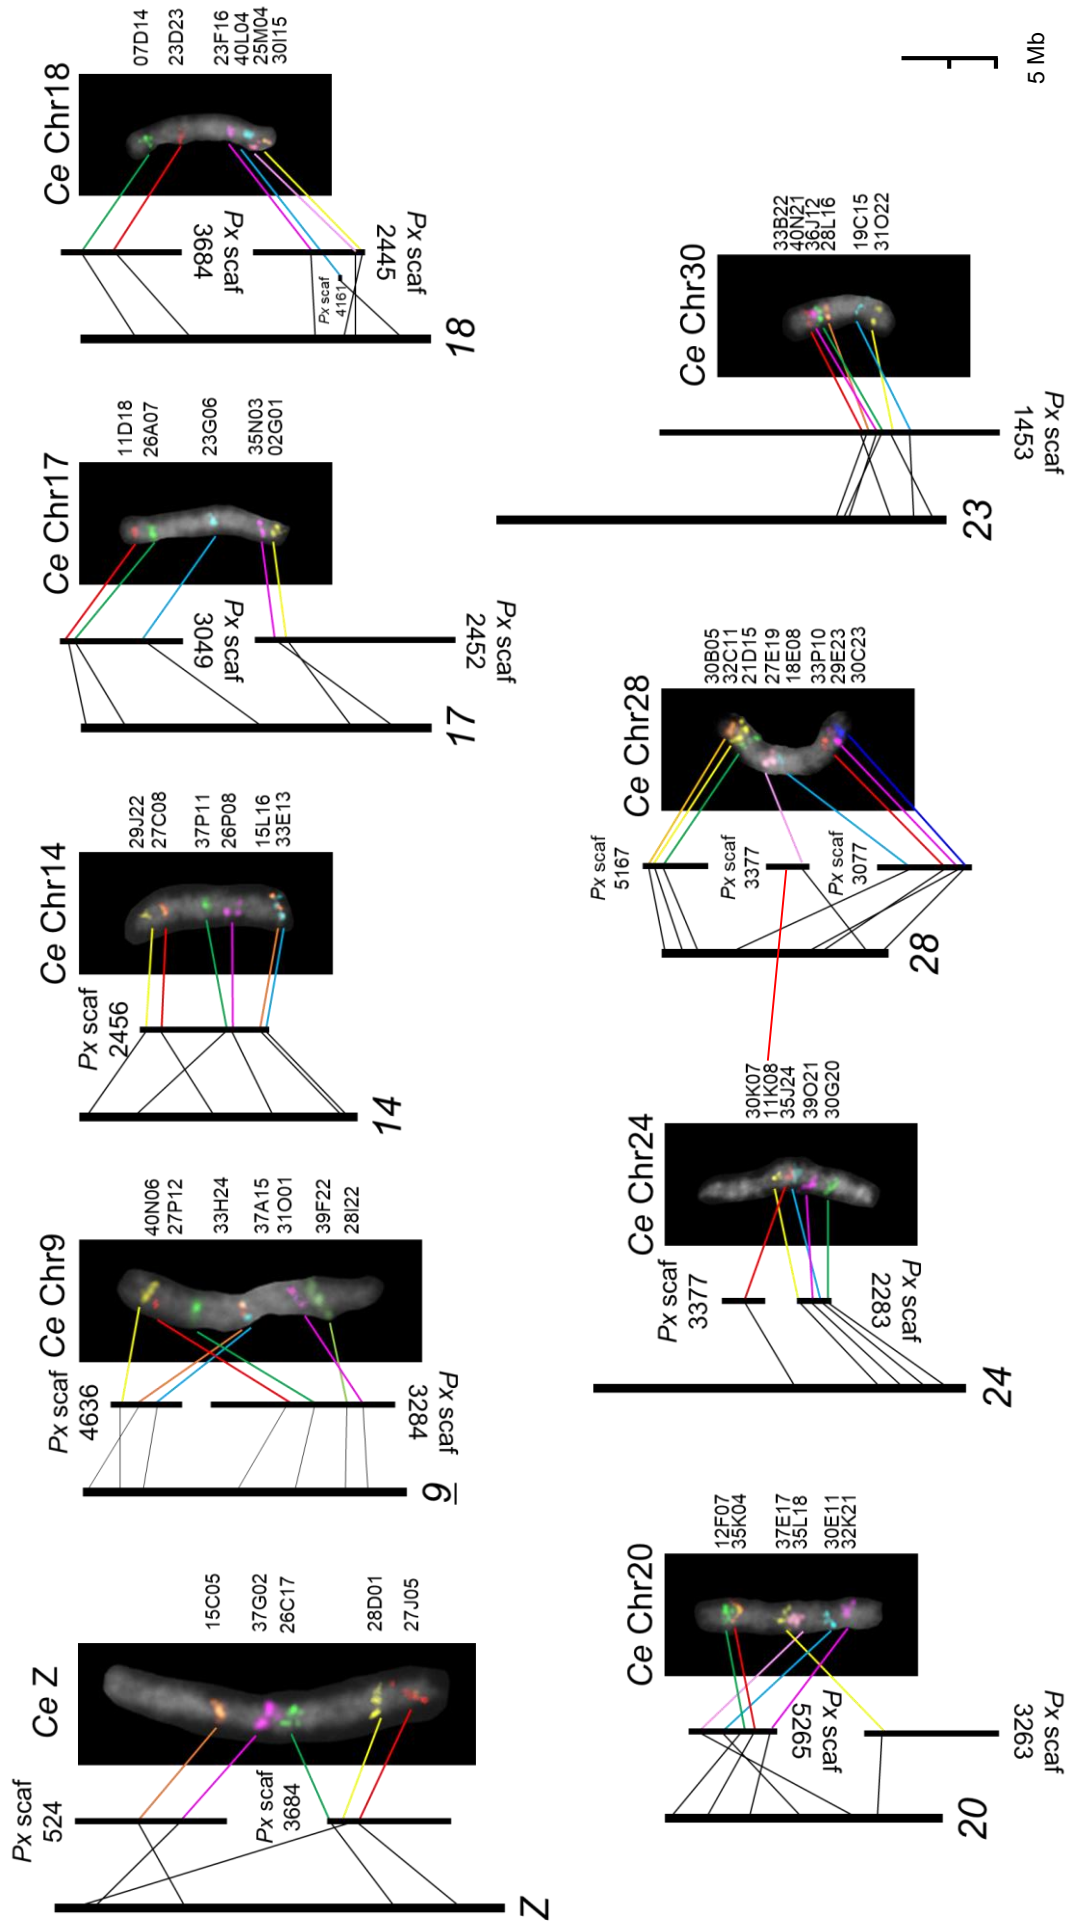 Ce Chr18
07D14
23D23
23F16
40L04
25M04
30I15
Px scaf
3684
Px scaf
4161
Px scaf
2445
18
Ce Chr17
11D18
26A07
23G06
35N03
02G01
Px scaf
3049
Px scaf
2452
17
Ce Chr14
29J22
27C08
37P11
26P08
15L16
33E13
Px scaf
2456
14
Ce Chr9
40N06
27P12
33H24
37A15
31O01
39F22
28I22
Px scaf
4636
Px scaf
3284
9
Ce Z
15C05
37G02
26C17
28D01
27J05
Px scaf
524
Px scaf
3684
Z
5 Mb
Ce Chr30
33B22
40N21
36J12
28L16
19C15
31O22
Px scaf
1453
23
Ce Chr28
30B05
32C11
21D15
27E19
18E08
33P10
29E23
30C23
Px scaf
5167
Px scaf
3377
Px scaf
3077
28
Ce Chr24
30K07
11K08
35J24
39O21
30G20
Px scaf
3377
Px scaf
2283
24
Ce Chr20
12F07
35K04
37E17
35L18
30E11
32K21
Px scaf
5265
Px scaf
3263
20